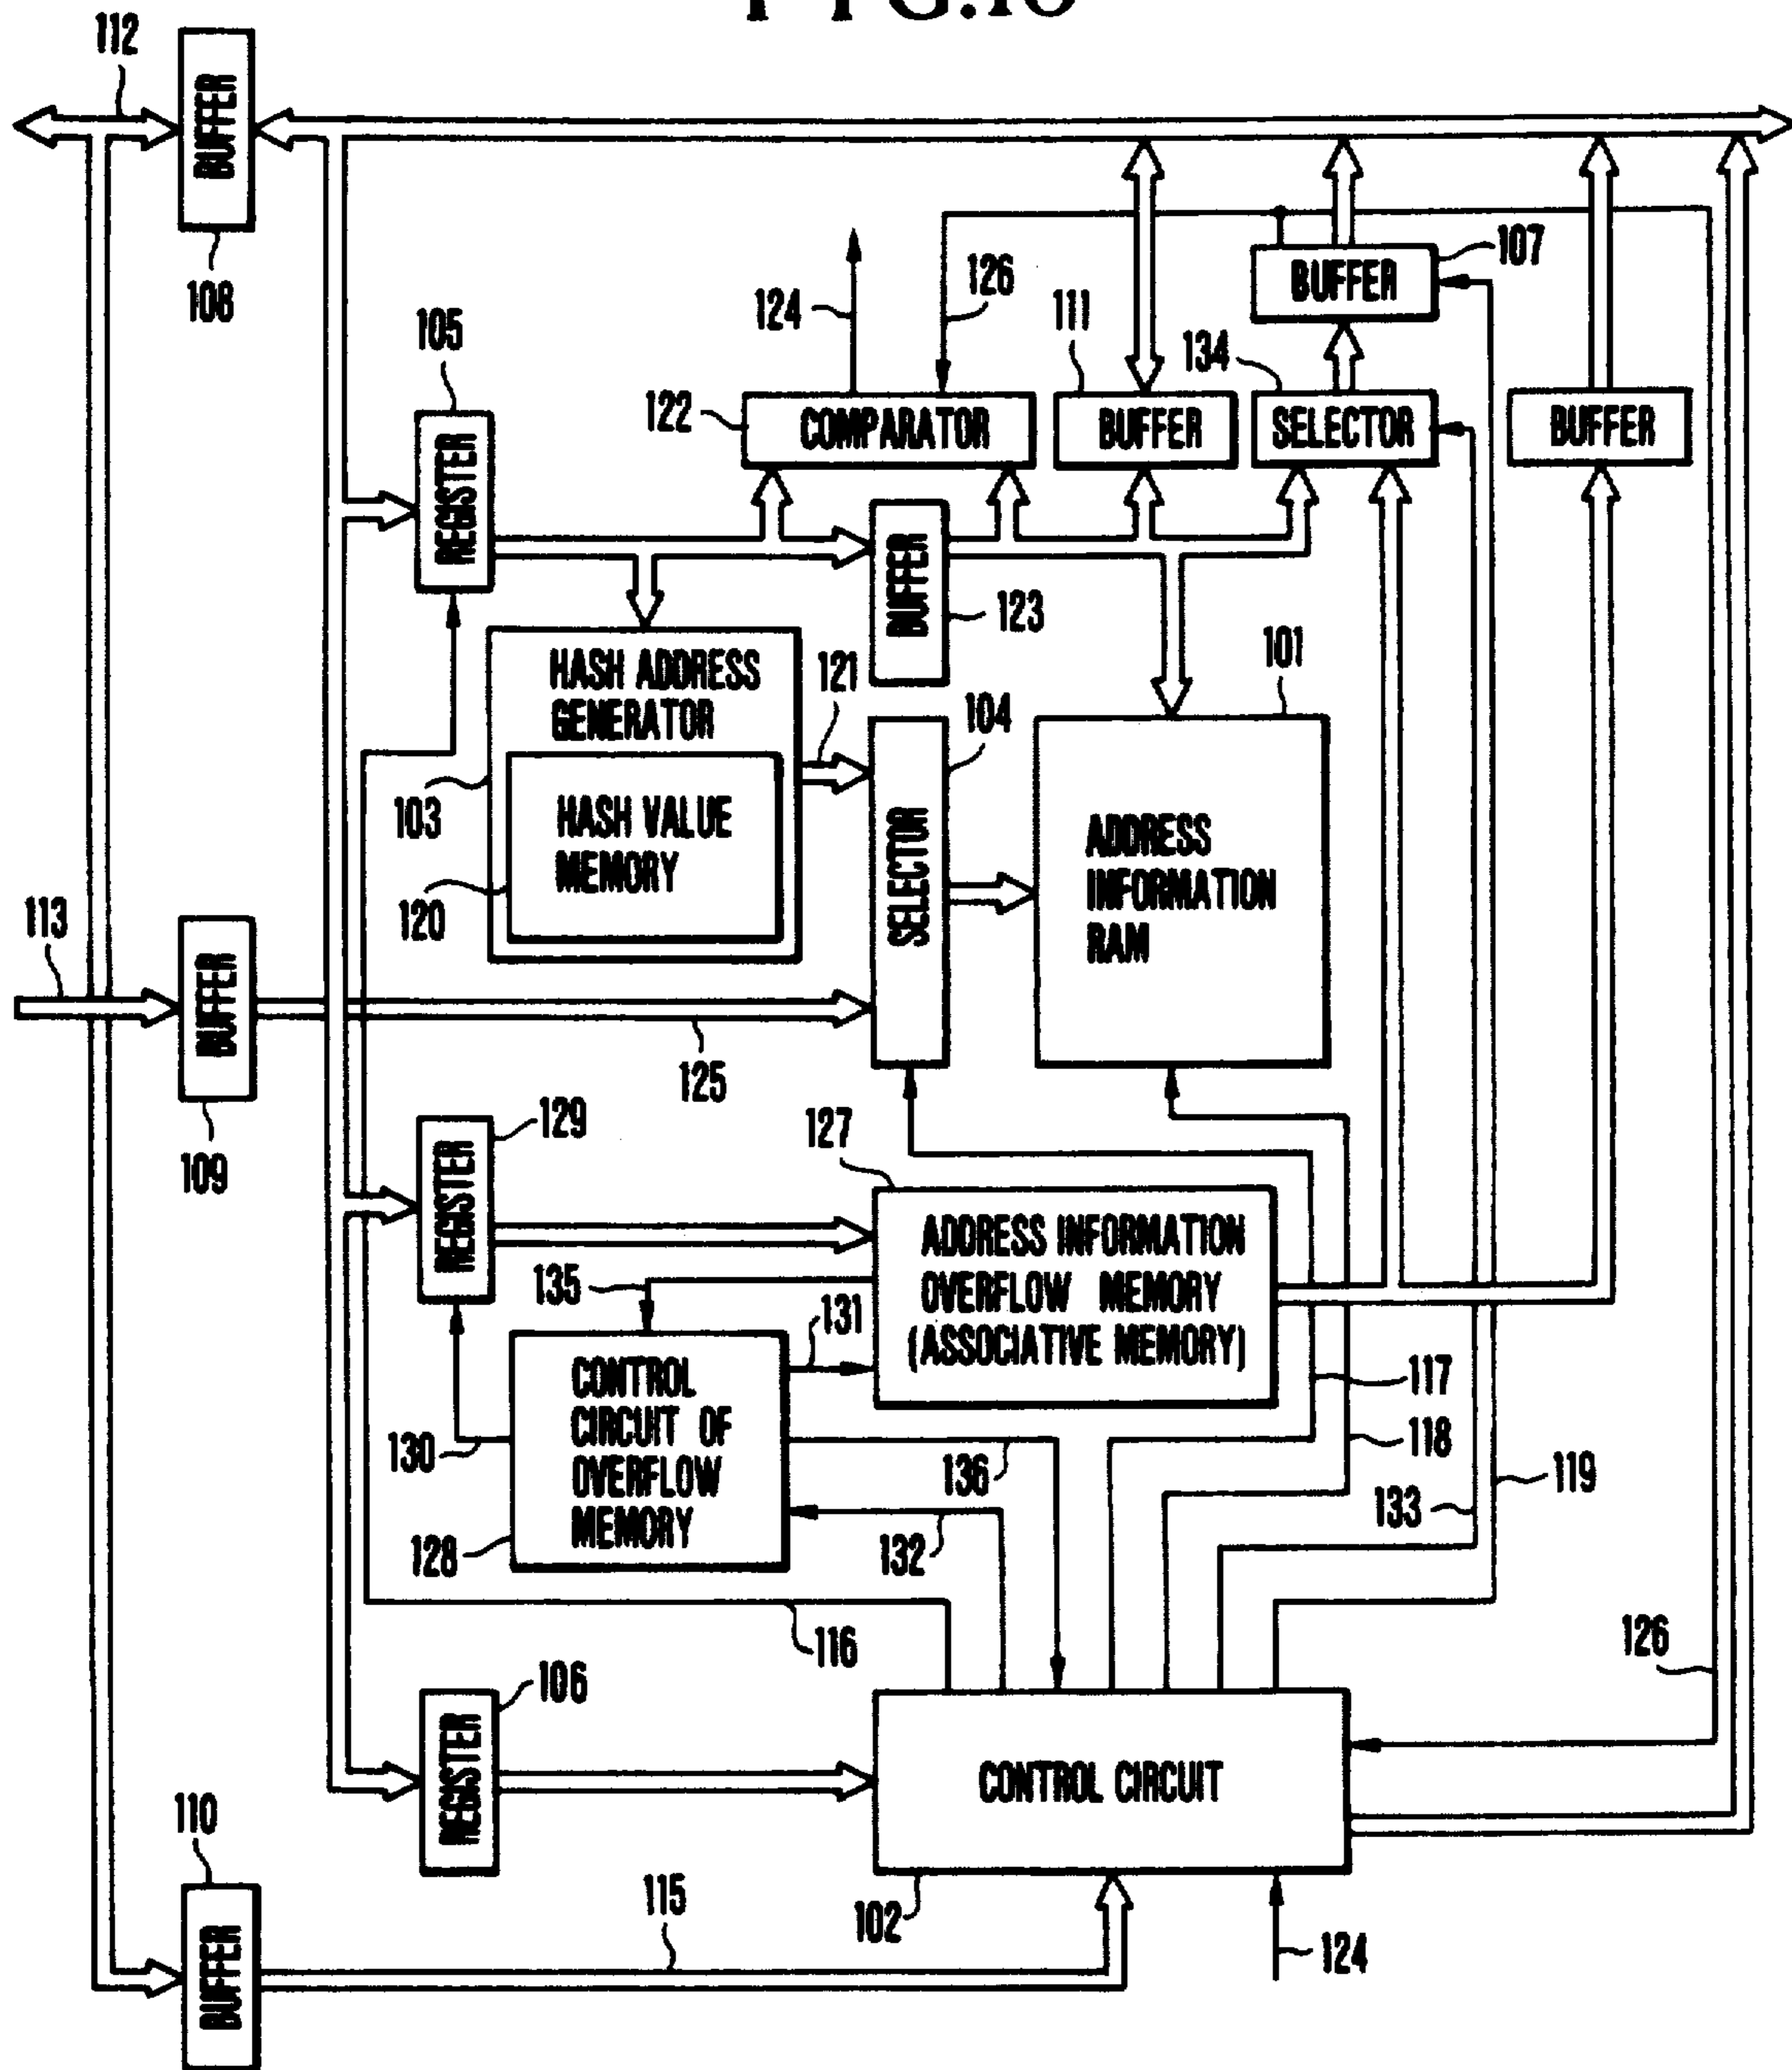 112
BUFFER
108
105
REGISTER
124
126
111
107
BUFFER
134
122
COMPARATOR
BUFFER
SELECTOR
BUFFER
BUFFER
123
HASH ADDRESS
GENERATOR
121
104
101
103
HASH VALUE
MEMORY
120
SELECTOR
ADDRESS
INFORMATION
RAM
113
BUFFER
109
125
129
REGISTER
127
ADDRESS INFORMATION
OVERFLOW MEMORY
(ASSOCIATIVE MEMORY)
135
131
CONTROL
CIRCUIT OF
OVERFLOW
MEMORY
130
128
136
132
117
118
133
119
116
126
106
REGISTER
CONTROL CIRCUIT
102
124
110
BUFFER
115